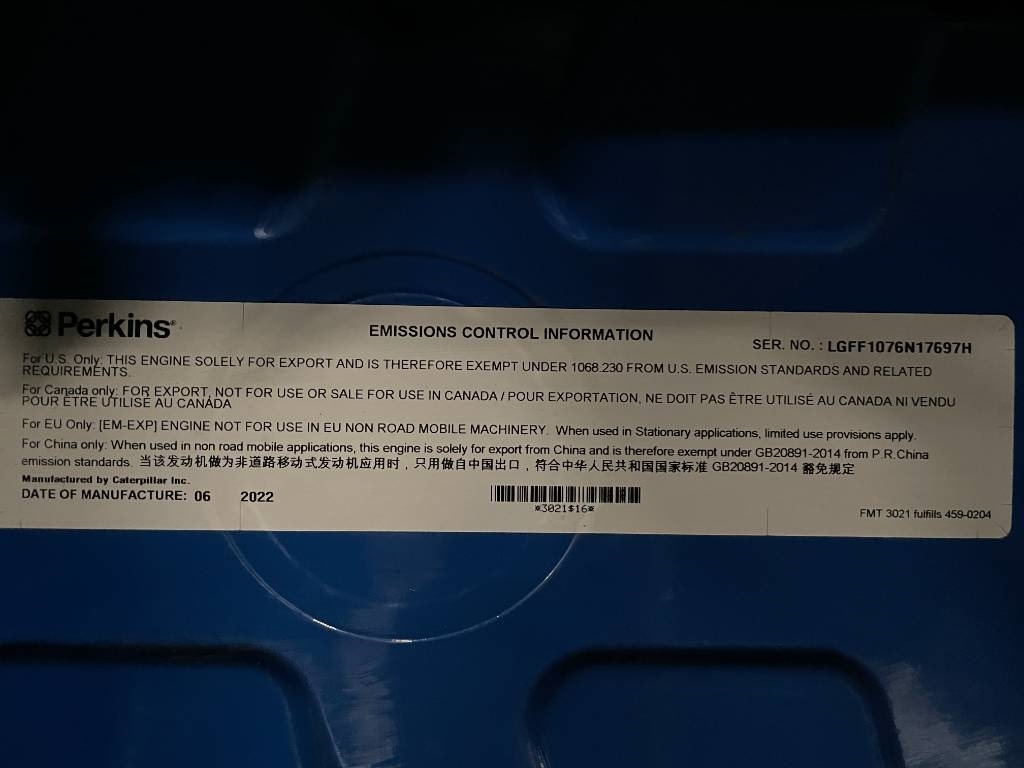 Perkins®
EMISSIONS CONTROL INFORMATION
SER. NO. : LGFF1076N17697H
For U.S. Only: THIS ENGINE SOLELY FOR EXPORT AND IS THEREFORE EXEMPT UNDER 1068.230 FROM U.S. EMISSION STANDARDS AND RELATED
REQUIREMENTS.
For Canada only: FOR EXPORT, NOT FOR USE OR SALE FOR USE IN CANADA / POUR EXPORTATION, NE DOIT PAS ÊTRE UTILISÉ AU CANADA NI VENDU
POUR ÊTRE UTILISÉ AU CANADA
For EU Only: [EM-EXP] ENGINE NOT FOR USE IN EU NON ROAD MOBILE MACHINERY. When used in Stationary applications, limited use provisions apply.
For China only: When used in non road mobile applications, this engine is solely for export from China and is therefore exempt under GB20891-2014 from P.R.China
emission standards. 当该发动机做为非道路移动式发动机应用时，只用做自中国出口，符合中华人民共和国国家标准 GB20891-2014 豁免规定
Manufactured by Caterpillar Inc.
DATE OF MANUFACTURE: 06 2022
*3021$16*
FMT 3021 fulfills 459-0204